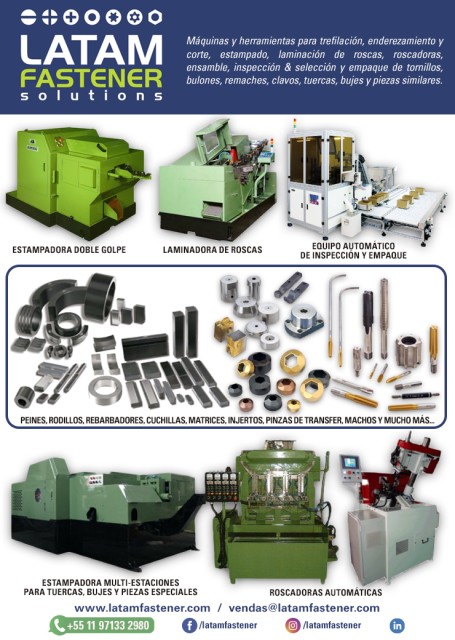 LATAM
FASTENER
solutions
Máquinas y herramientas para trefilación, enderezamiento y
corte, estampado, laminación de roscas, roscadoras,
ensamble, inspección & selección y empaque de tornillos,
bulones, remaches, clavos, tuercas, bujes y piezas similares.
ESTAMPADORA DOBLE GOLPE
LAMINADORA DE ROSCAS
EQUIPO AUTOMÁTICO
DE INSPECCIÓN Y EMPAQUE
PEINES, RODILLOS, REBARBADORES, CUCHILLAS, MATRICES, INJERTOS, PINZAS DE TRANSFER, MACHOS Y MUCHO MÁS...
ESTAMPADORA MULTI-ESTACIONES
PARA TUERCAS, BUJES Y PIEZAS ESPECIALES
ROSCADORAS AUTOMÁTICAS
www.latamfastener.com / vendas@latamfastener.com
+55 11 97133 2980
/latamfastener
/latamfastener
in